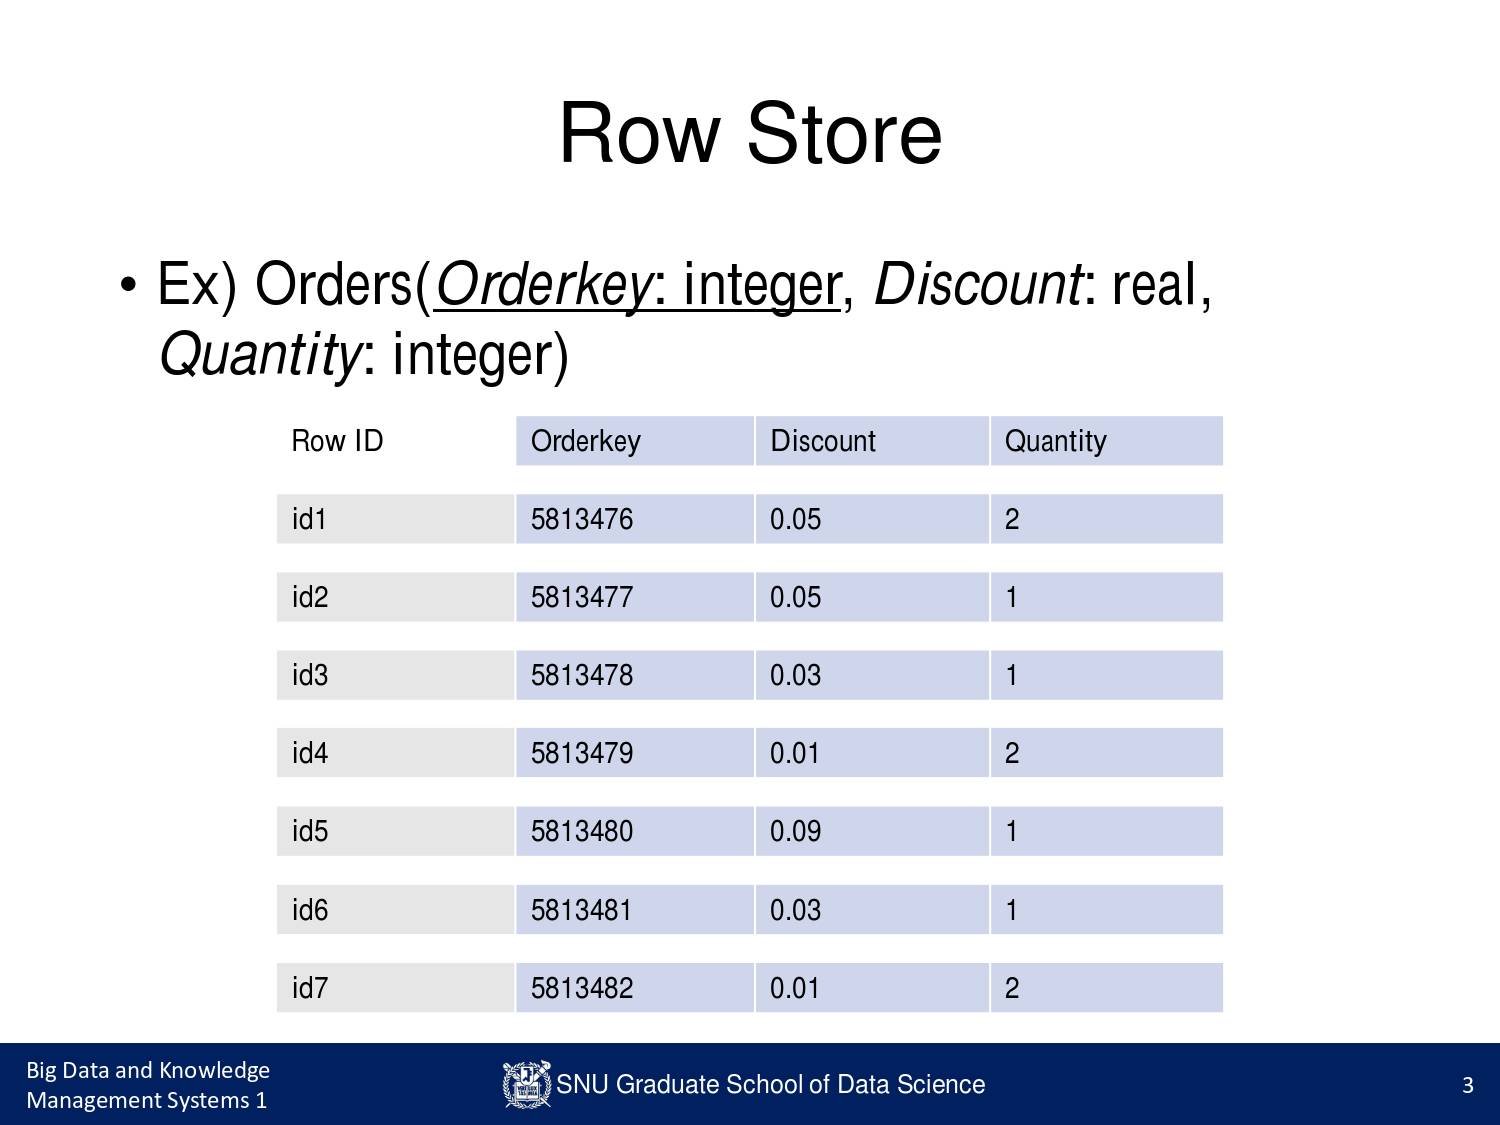 Row Store
• Ex) Orders(Orderkey: integer, Discount: real,
Quantity: integer)
Row ID Orderkey Discount Quantity
id1 5813476 0.05 2
id2 5813477 0.05 1
id3 5813478 0.03 1
id4 5813479 0.01 2
id5 5813480 0.09 1
id6 5813481 0.03 1
id7 5813482 0.01 2
Big Data and Knowledge
Management Systems 1
SNU Graduate School of Data Science
3